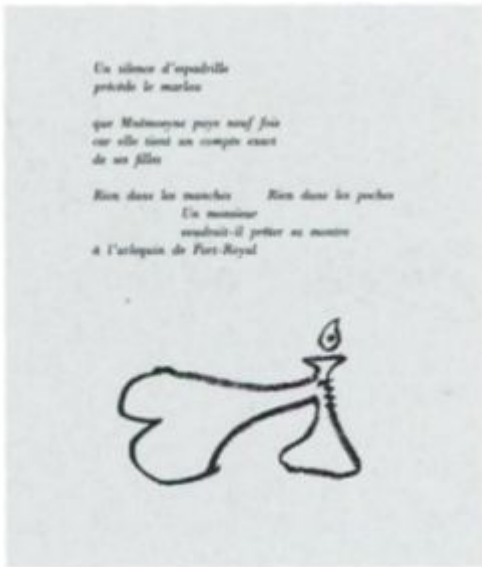 Un silence d'espadrille
précède le marlou
que Mnémosyne paye neuf fois
car elle tient un compte exact
de ses filles
Rien dans les manches Rien dans les poches
Un monsieur
voudrait-il prêter sa montre
à l'arlequin de Port-Royal